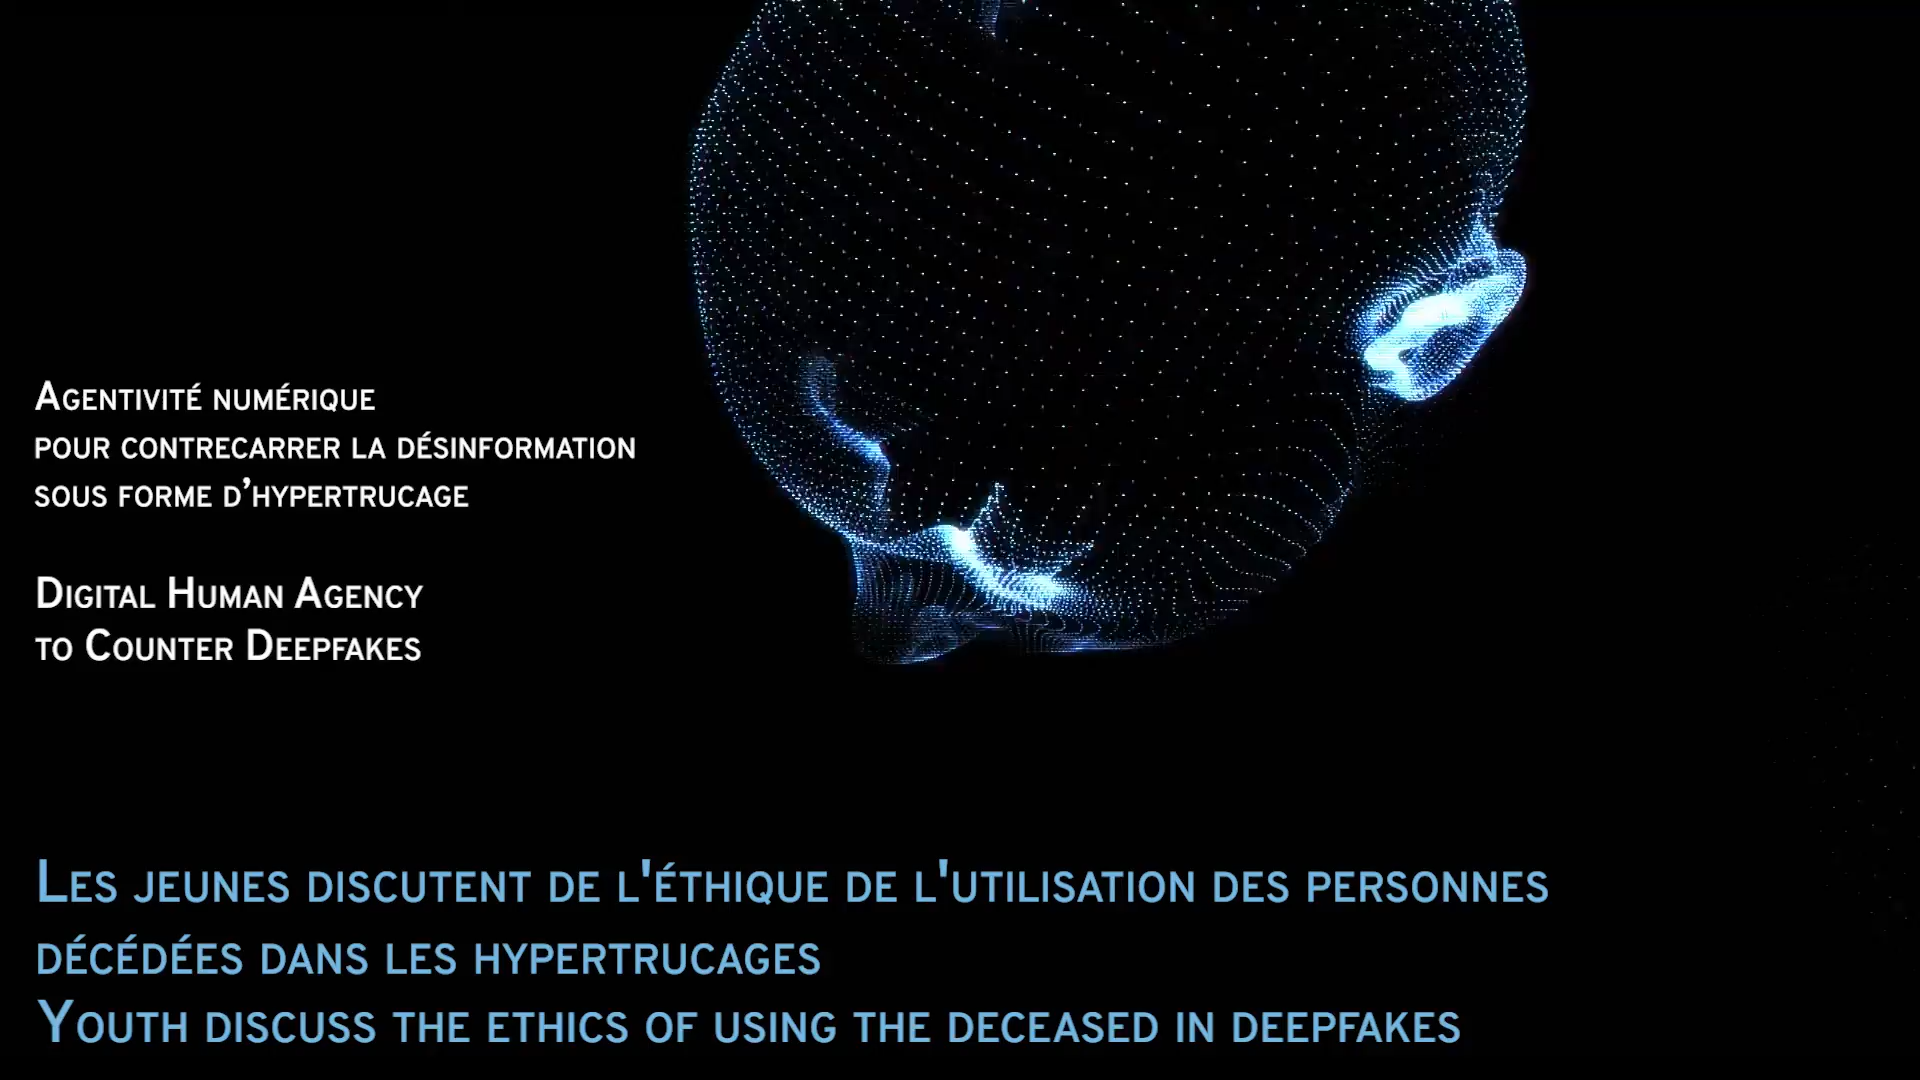 Agentivité numérique
pour contrecarrer la désinformation
sous forme d’hypertrucage
Digital Human Agency
to Counter Deepfakes
Les jeunes discutent de l'éthique de l'utilisation des personnes
décédées dans les hypertrucages
Youth discuss the ethics of using the deceased in deepfakes